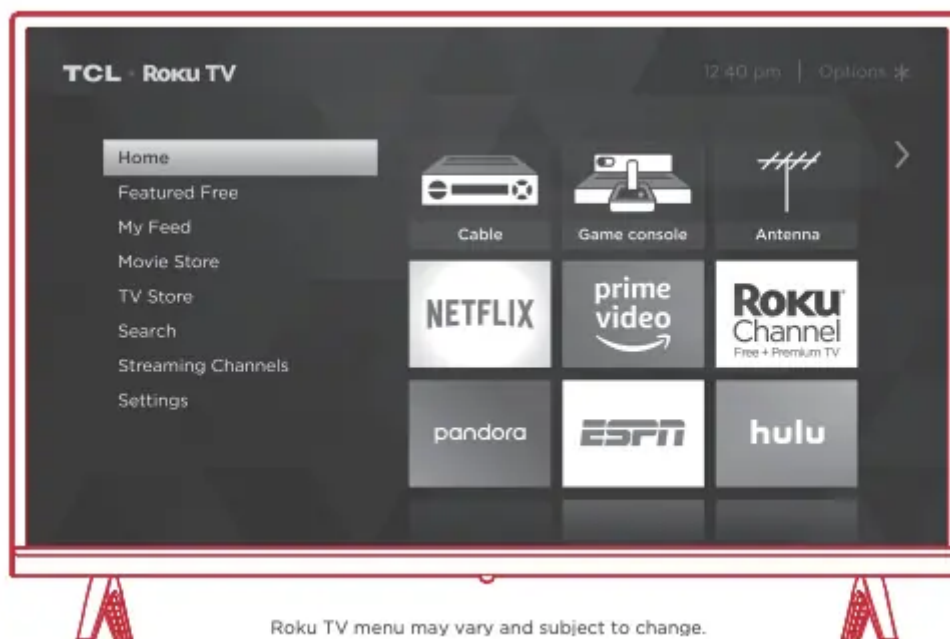 TCL · Roku TV
12:40 pm | Options *
Home
Featured Free
My Feed
Movie Store
TV Store
Search
Streaming Channels
Settings
Cable
Game console
Antenna
NETFLIX
prime
video
Roku
Channel
Free + Premium TV
pandora
ESPN
hulu
Roku TV menu may vary and subject to change.